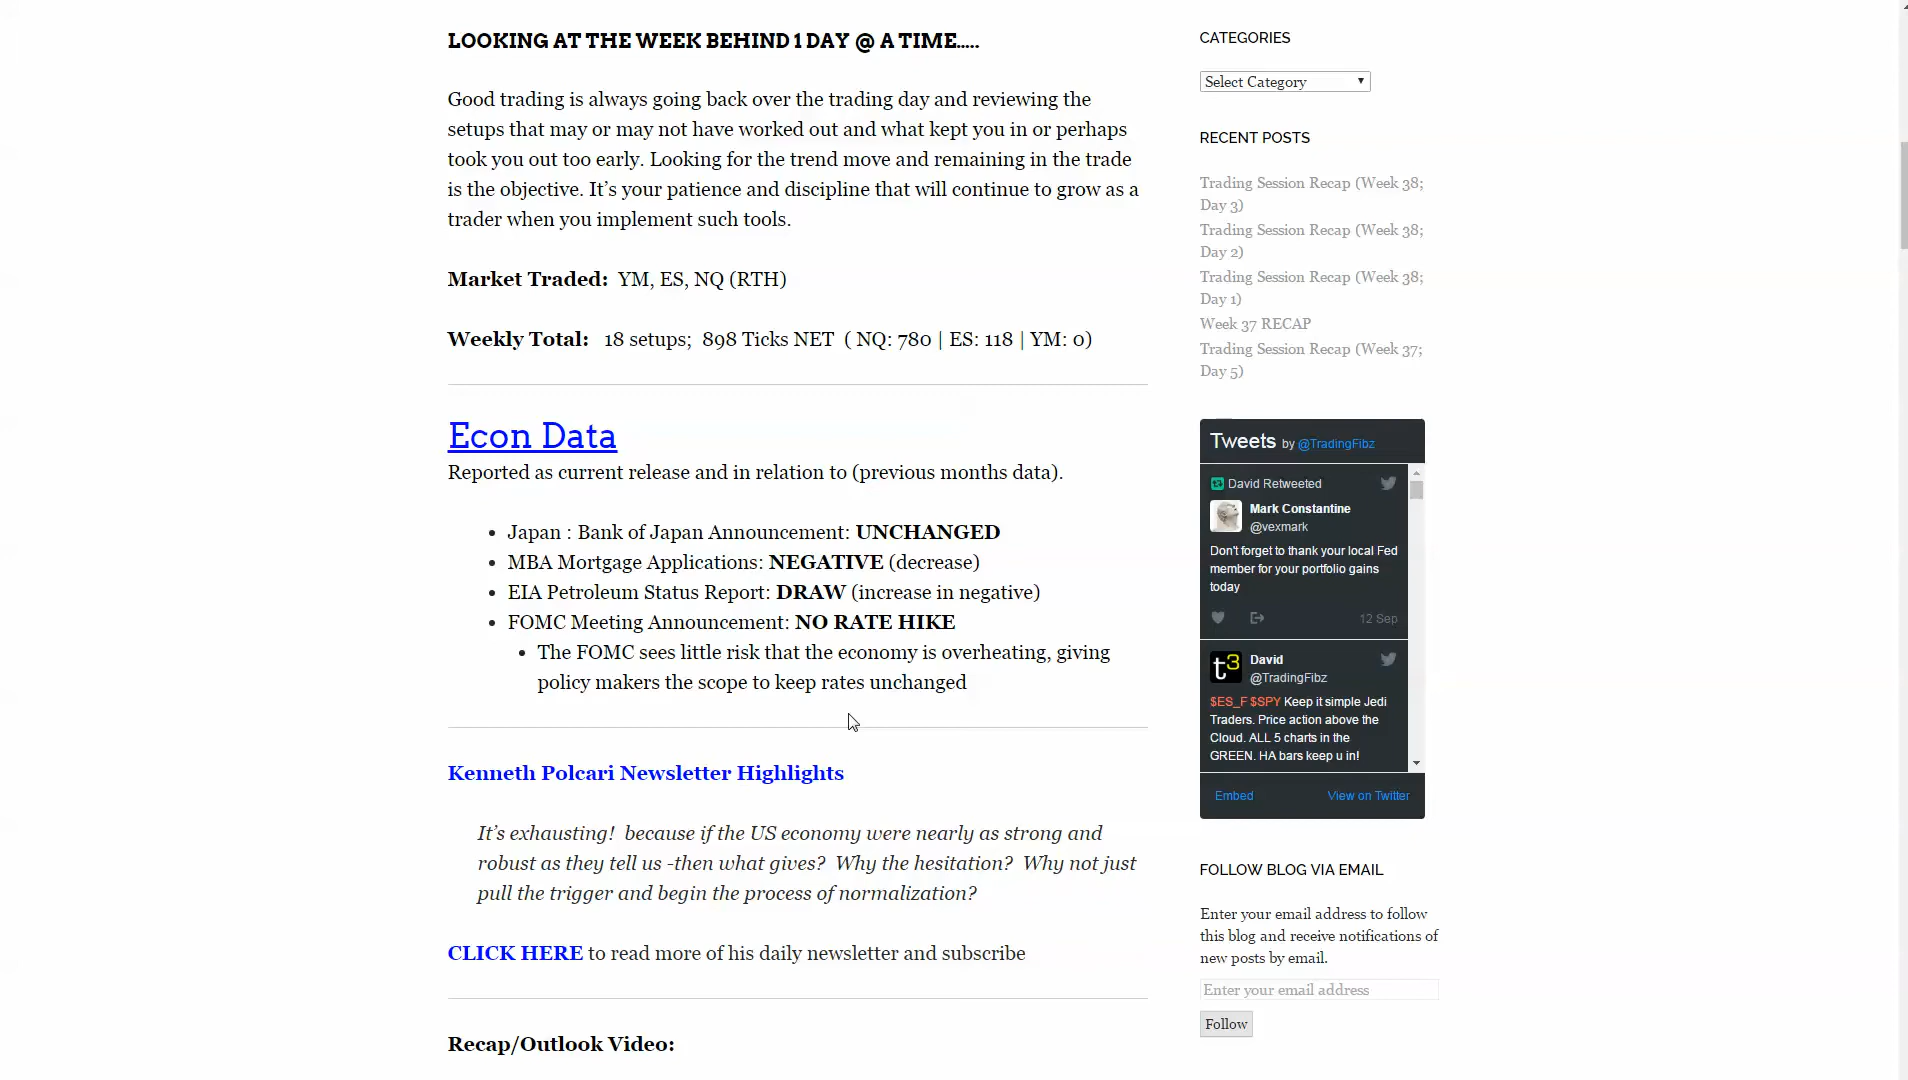 LOOKING AT THE WEEK BEHIND 1 DAY @ A TIME.....
Good trading is always going back over the trading day and reviewing the
setups that may or may not have worked out and what kept you in or perhaps
took you out too early. Looking for the trend move and remaining in the trade
is the objective. It’s your patience and discipline that will continue to grow as a
trader when you implement such tools.
Market Traded:  YM, ES, NQ (RTH)
Weekly Total:   18 setups;  898 Ticks NET  ( NQ: 780 | ES: 118 | YM: 0)
Econ Data
Reported as current release and in relation to (previous months data).
• Japan : Bank of Japan Announcement: UNCHANGED
• MBA Mortgage Applications: NEGATIVE (decrease)
• EIA Petroleum Status Report: DRAW (increase in negative)
• FOMC Meeting Announcement: NO RATE HIKE
• The FOMC sees little risk that the economy is overheating, giving
policy makers the scope to keep rates unchanged
Kenneth Polcari Newsletter Highlights
It’s exhausting!  because if the US economy were nearly as strong and
robust as they tell us -then what gives?  Why the hesitation?  Why not just
pull the trigger and begin the process of normalization?
CLICK HERE to read more of his daily newsletter and subscribe
Recap/Outlook Video:
CATEGORIES
Select Category
RECENT POSTS
Trading Session Recap (Week 38;
Day 3)
Trading Session Recap (Week 38;
Day 2)
Trading Session Recap (Week 38;
Day 1)
Week 37 RECAP
Trading Session Recap (Week 37;
Day 5)
Tweets by @TradingFibz
David Retweeted
Mark Constantine
@vexmark
Don't forget to thank your local Fed
member for your portfolio gains
today
12 Sep
t3
David
@TradingFibz
$ES_F $SPY Keep it simple Jedi
Traders. Price action above the
Cloud. ALL 5 charts in the
GREEN. HA bars keep u in!
Embed
View on Twitter
FOLLOW BLOG VIA EMAIL
Enter your email address to follow
this blog and receive notifications of
new posts by email.
Enter your email address
Follow